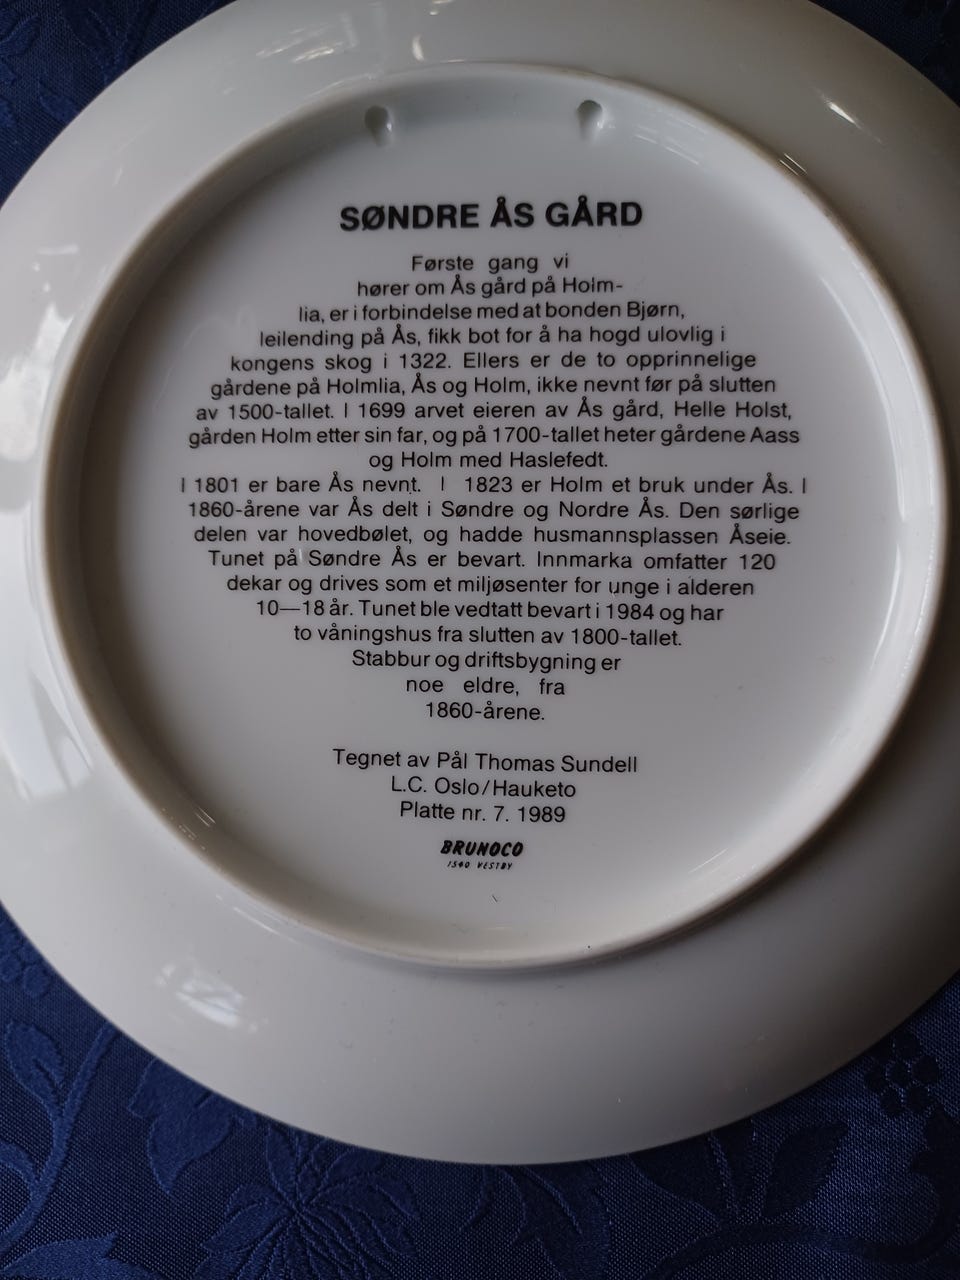 SØNDRE ÅS GÅRD
Første gang vi
hører om Ås gård på Holm-
lia, er i forbindelse med at bonden Bjørn,
leilending på Ås, fikk bot for å ha hogd ulovlig i
kongens skog i 1322. Ellers er de to opprinnelige
gårdene på Holmlia, Ås og Holm, ikke nevnt før på slutten
av 1500-tallet. I 1699 arvet eieren av Ås gård, Helle Holst,
gården Holm etter sin far, og på 1700-tallet heter gårdene Aass
og Holm med Haslefedt.
I 1801 er bare Ås nevnt. I 1823 er Holm et bruk under Ås. I
1860-årene var Ås delt i Søndre og Nordre Ås. Den sørlige
delen var hovedbølet, og hadde husmannsplassen Åseie.
Tunet på Søndre Ås er bevart. Innmarka omfatter 120
dekar og drives som et miljøsenter for unge i alderen
10—18 år. Tunet ble vedtatt bevart i 1984 og har
to våningshus fra slutten av 1800-tallet.
Stabbur og driftsbygning er
noe eldre, fra
1860-årene.
Tegnet av Pål Thomas Sundell
L.C. Oslo/Hauketo
Platte nr. 7. 1989
BRUNOCO
1540 VESTBY